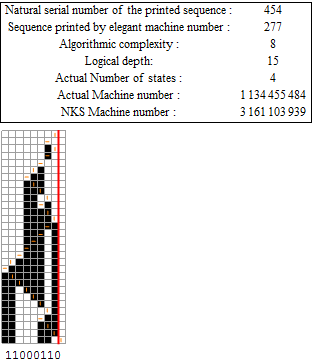 Natural serial number of the printed sequence : 454
Sequence printed by elegant machine number : 277
Algorithmic complexity : 8
Logical depth: 15
Actual Number of states : 4
Actual Machine number : 1 134 455 484
NKS Machine number : 3 161 103 939
11000110